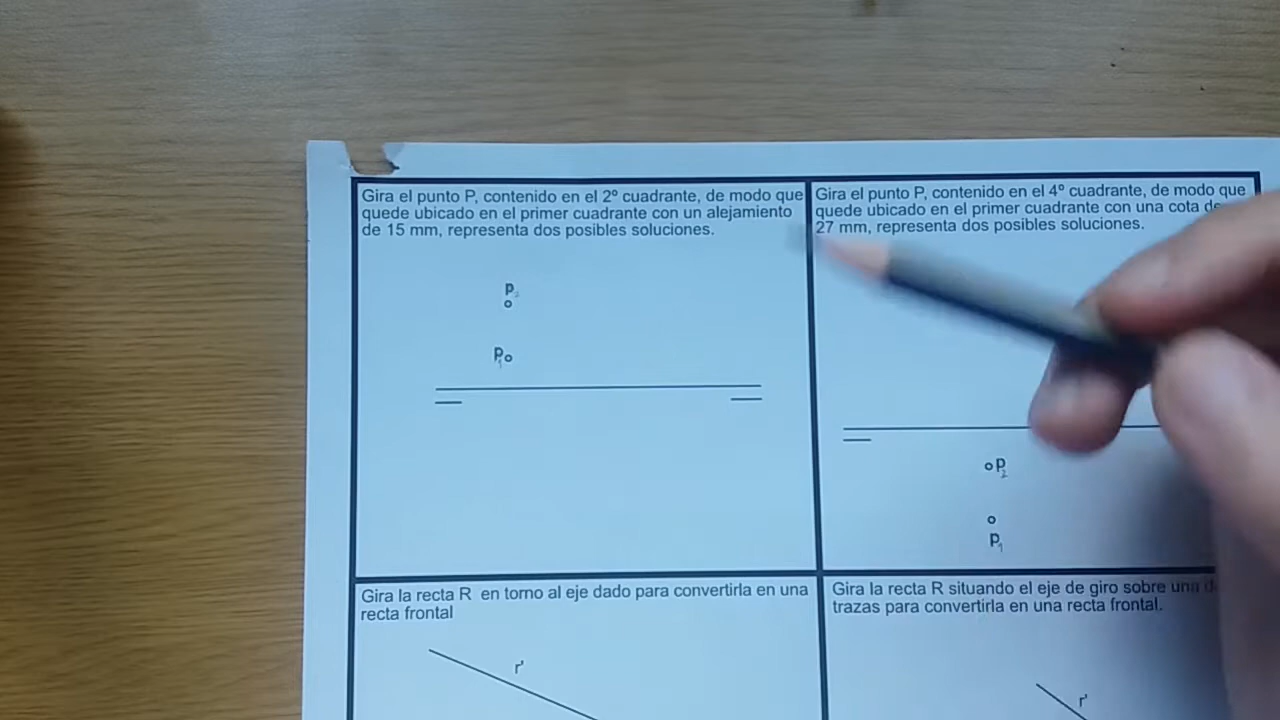 Gira el punto P, contenido en el 2º cuadrante, de modo que
quede ubicado en el primer cuadrante con un alejamiento
de 15 mm, representa dos posibles soluciones.
P2
P1
Gira el punto P, contenido en el 4º cuadrante, de modo que
quede ubicado en el primer cuadrante con una cota de
27 mm, representa dos posibles soluciones.
P2
P1
Gira la recta R en torno al eje dado para convertirla en una
recta frontal
r'
Gira la recta R situando el eje de giro sobre una
trazas para convertirla en una recta frontal.
r'